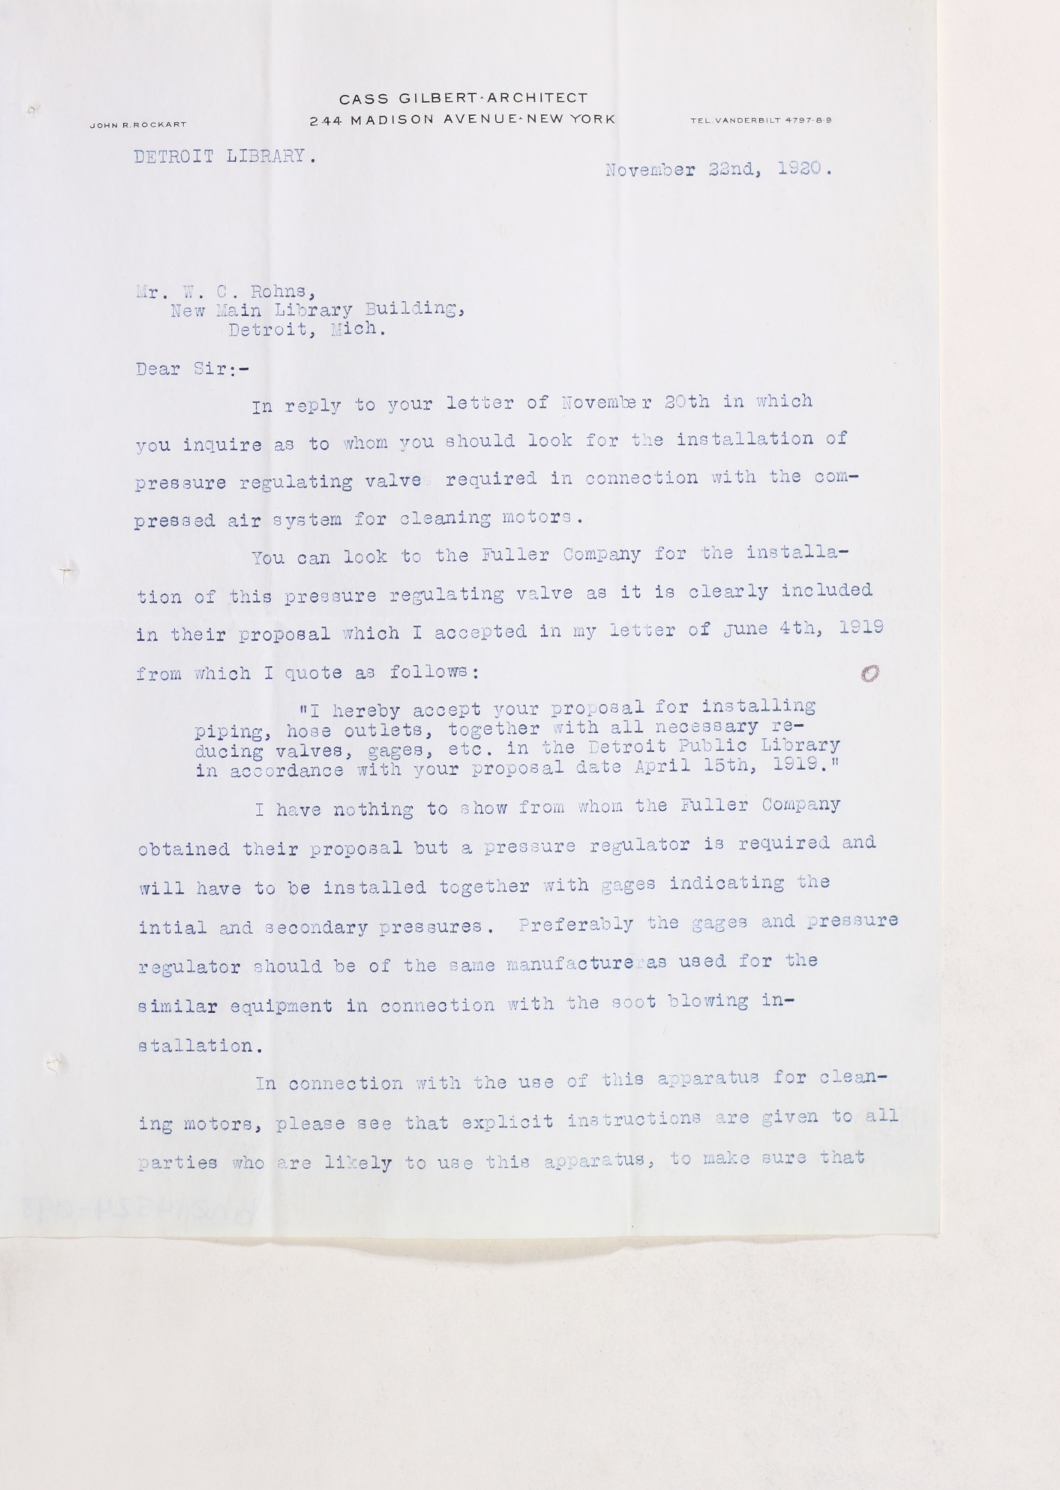 CASS GILBERT·ARCHITECT
JOHN R. ROCKART
244 MADISON AVENUE·NEW YORK
TEL. VANDERBILT 4797-8-9
DETROIT LIBRARY.
November 22nd, 1920.
Mr. W. C. Rohns,
New Main Library Building,
Detroit, Mich.
Dear Sir:-
In reply to your letter of November 20th in which
you inquire as to whom you should look for the installation of
pressure regulating valve required in connection with the com-
pressed air system for cleaning motors.
You can look to the Fuller Company for the installa-
tion of this pressure regulating valve as it is clearly included
in their proposal which I accepted in my letter of June 4th, 1919
from which I quote as follows:
"I hereby accept your proposal for installing
piping, hose outlets, together with all necessary re-
ducing valves, gages, etc. in the Detroit Public Library
in accordance with your proposal date April 15th, 1919."
I have nothing to show from whom the Fuller Company
obtained their proposal but a pressure regulator is required and
will have to be installed together with gages indicating the
intial and secondary pressures. Preferably the gages and pressure
regulator should be of the same manufacture as used for the
similar equipment in connection with the soot blowing in-
stallation.
In connection with the use of this apparatus for clean-
ing motors, please see that explicit instructions are given to all
parties who are likely to use this apparatus, to make sure that